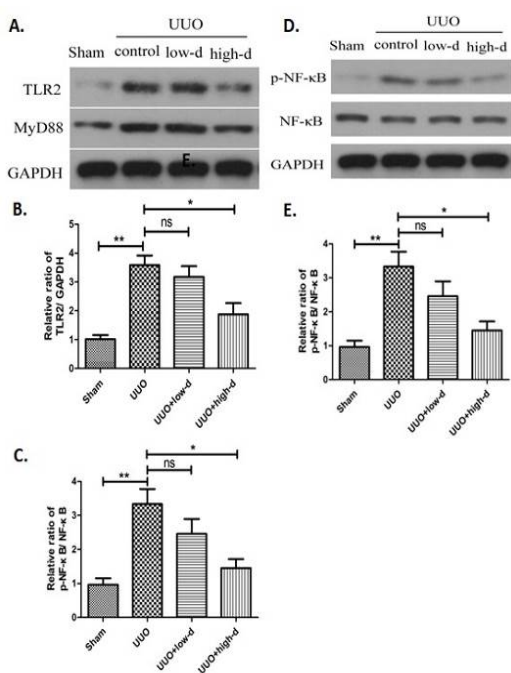 A.
UUO
Sham control low-d high-d
TLR2
MyD88
GAPDH
E.
B.
Relative ratio of
TLR2/ GAPDH
5
4
3
2
1
0
**
ns
*
Sham
UUO
UUO+low-d
UUO+high-d
C.
Relative ratio of
p-NF-κ B/ NF-κ B
4
3
2
1
0
**
ns
*
Sham
UUO
UUO+low-d
UUO+high-d
D.
UUO
Sham control low-d high-d
p-NF-κB
NF-κB
GAPDH
E.
Relative ratio of
p-NF-κ B/ NF-κ B
4
3
2
1
0
**
ns
*
Sham
UUO
UUO+low-d
UUO+high-d